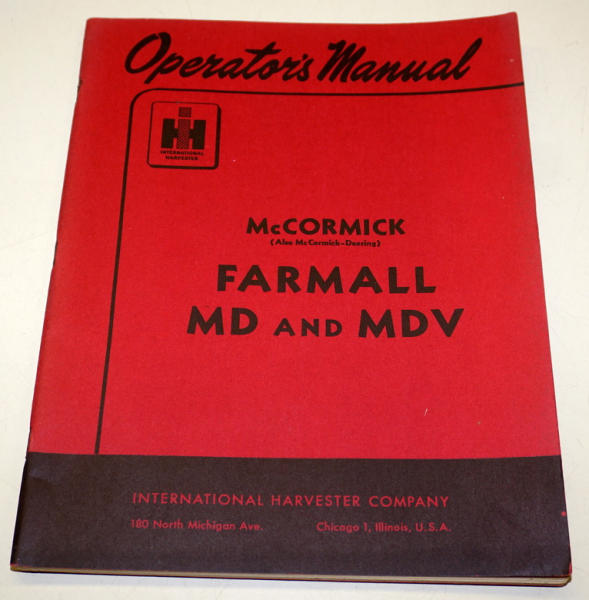 Operator's Manual
IH
INTERNATIONAL
HARVESTER
McCORMICK
(Also McCormick-Deering)
FARMALL
MD AND MDV
INTERNATIONAL HARVESTER COMPANY
180 North Michigan Ave. Chicago 1, Illinois, U.S.A.